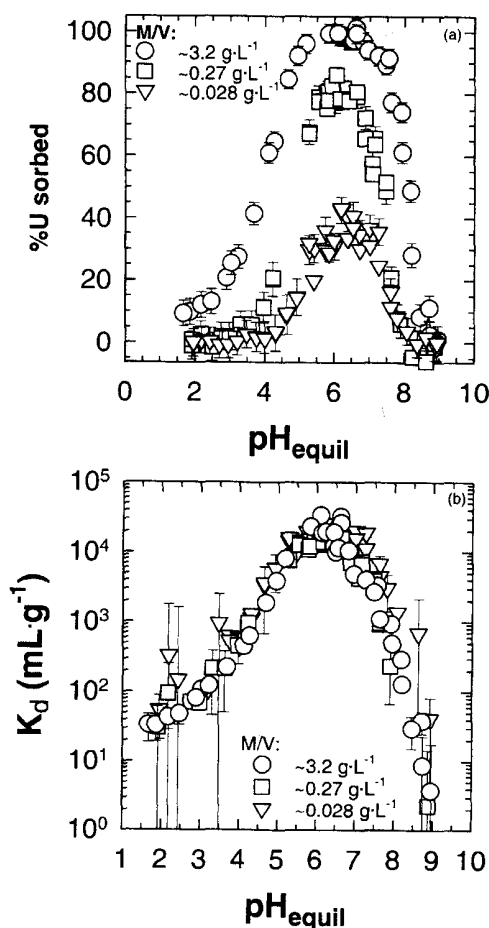 (a)
M/V:
~3.2 g·L⁻¹
~0.27 g·L⁻¹
~0.028 g·L⁻¹
%U sorbed
100
80
60
40
20
0
0 2 4 6 8 10
pHequil
(b)
Kd (mL·g⁻¹)
10⁵
10⁴
10³
10²
10¹
10⁰
M/V:
~3.2 g·L⁻¹
~0.27 g·L⁻¹
~0.028 g·L⁻¹
1 2 3 4 5 6 7 8 9 10
pHequil